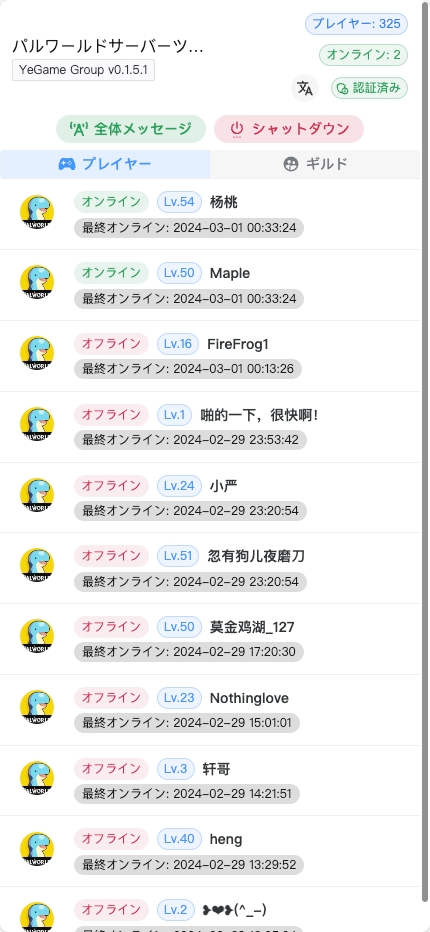 プレイヤー: 325
パルワールドサーバーツ...
オンライン: 2
YeGame Group v0.1.5.1
認証済み
全体メッセージ
シャットダウン
プレイヤー
ギルド
オンライン Lv.54 杨桃
最終オンライン: 2024-03-01 00:33:24
オンライン Lv.50 Maple
最終オンライン: 2024-03-01 00:33:24
オフライン Lv.16 FireFrog1
最終オンライン: 2024-03-01 00:13:26
オフライン Lv.1 啪的一下，很快啊！
最終オンライン: 2024-02-29 23:53:42
オフライン Lv.24 小严
最終オンライン: 2024-02-29 23:20:54
オフライン Lv.51 忽有狗儿夜磨刀
最終オンライン: 2024-02-29 23:20:54
オフライン Lv.50 莫金鸡湖_127
最終オンライン: 2024-02-29 17:20:30
オフライン Lv.23 Nothinglove
最終オンライン: 2024-02-29 15:01:01
オフライン Lv.3 轩哥
最終オンライン: 2024-02-29 14:21:51
オフライン Lv.40 heng
最終オンライン: 2024-02-29 13:29:52
オフライン Lv.2 ❥❤❥(^_-)